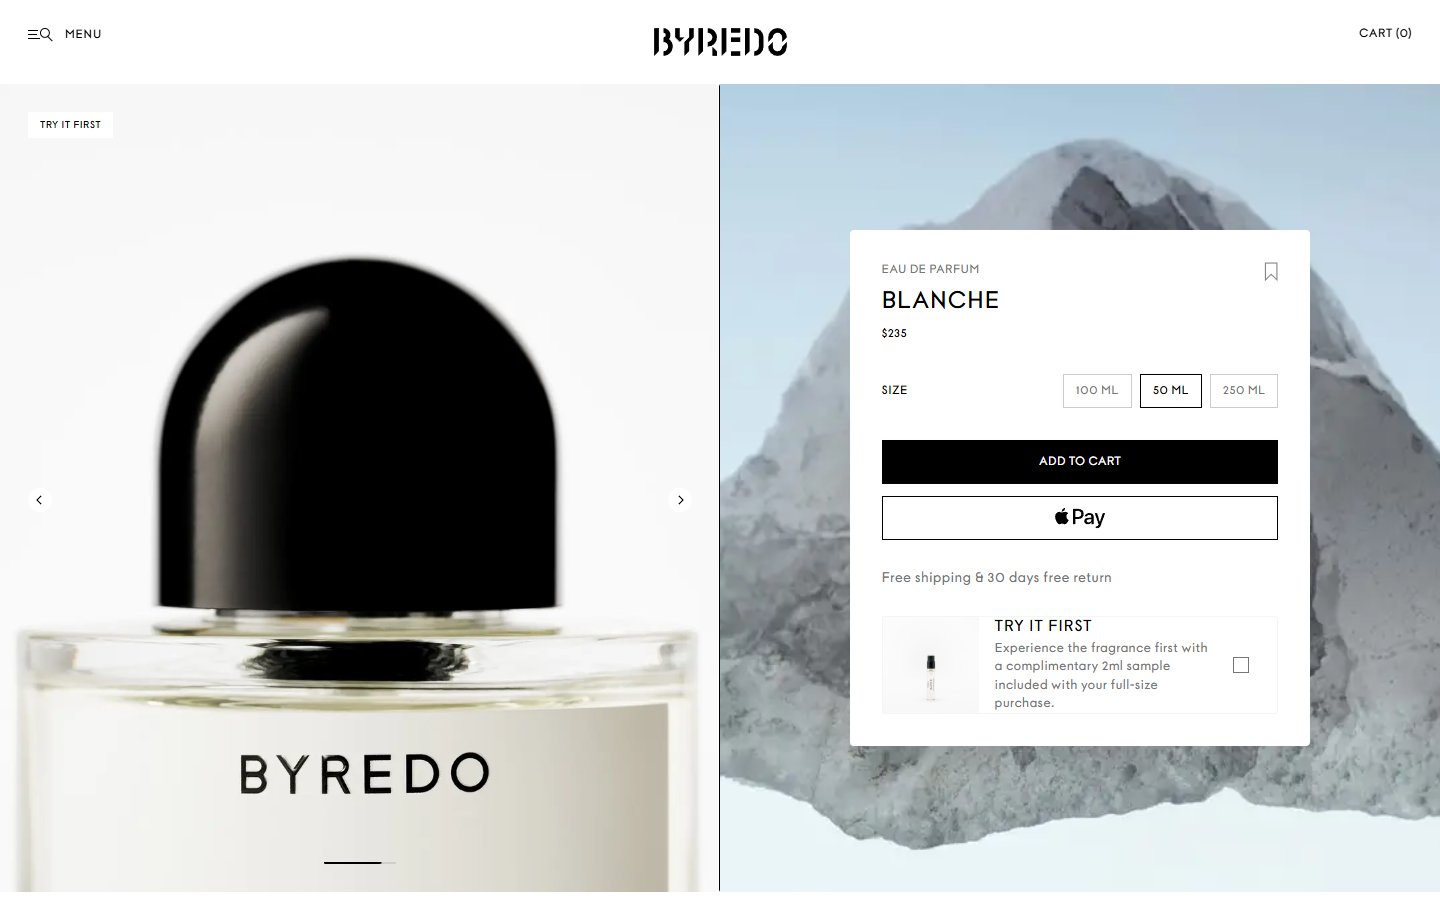 MENU
BYREDO
CART (0)
TRY IT FIRST
BYREDO
EAU DE PARFUM
BLANCHE
$235
SIZE
100 ML
50 ML
250 ML
ADD TO CART
Pay
Free shipping & 30 days free return
TRY IT FIRST
Experience the fragrance first with
a complimentary 2ml sample
included with your full-size
purchase.